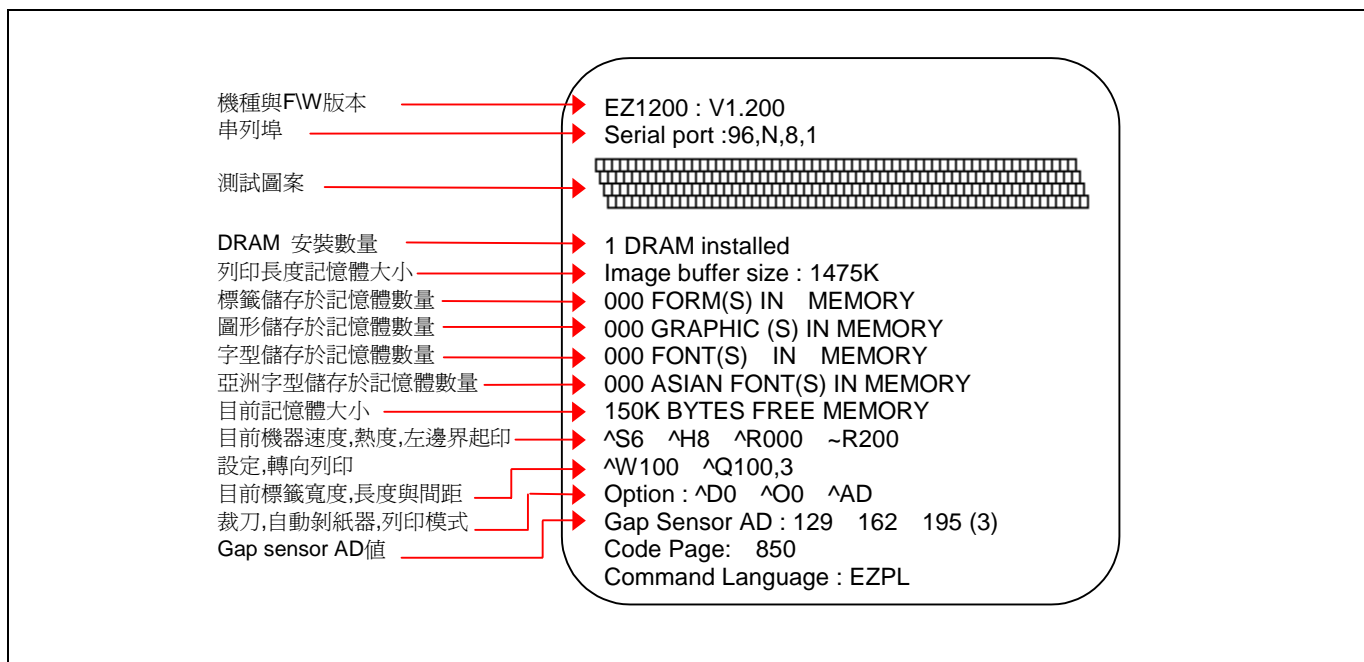 機種與F\W版本
串列埠
測試圖案
DRAM 安裝數量
列印長度記憶體大小
標籤儲存於記憶體數量
圖形儲存於記憶體數量
字型儲存於記憶體數量
亞洲字型儲存於記憶體數量
目前記憶體大小
目前機器速度,熱度,左邊界起印
設定,轉向列印
目前標籤寬度,長度與間距
裁刀,自動剝紙器,列印模式
Gap sensor AD值
EZ1200 : V1.200
Serial port :96,N,8,1
1 DRAM installed
Image buffer size : 1475K
000 FORM(S) IN MEMORY
000 GRAPHIC (S) IN MEMORY
000 FONT(S) IN MEMORY
000 ASIAN FONT(S) IN MEMORY
150K BYTES FREE MEMORY
^S6 ^H8 ^R000 ~R200
^W100 ^Q100,3
Option : ^D0 ^O0 ^AD
Gap Sensor AD : 129 162 195 (3)
Code Page: 850
Command Language : EZPL